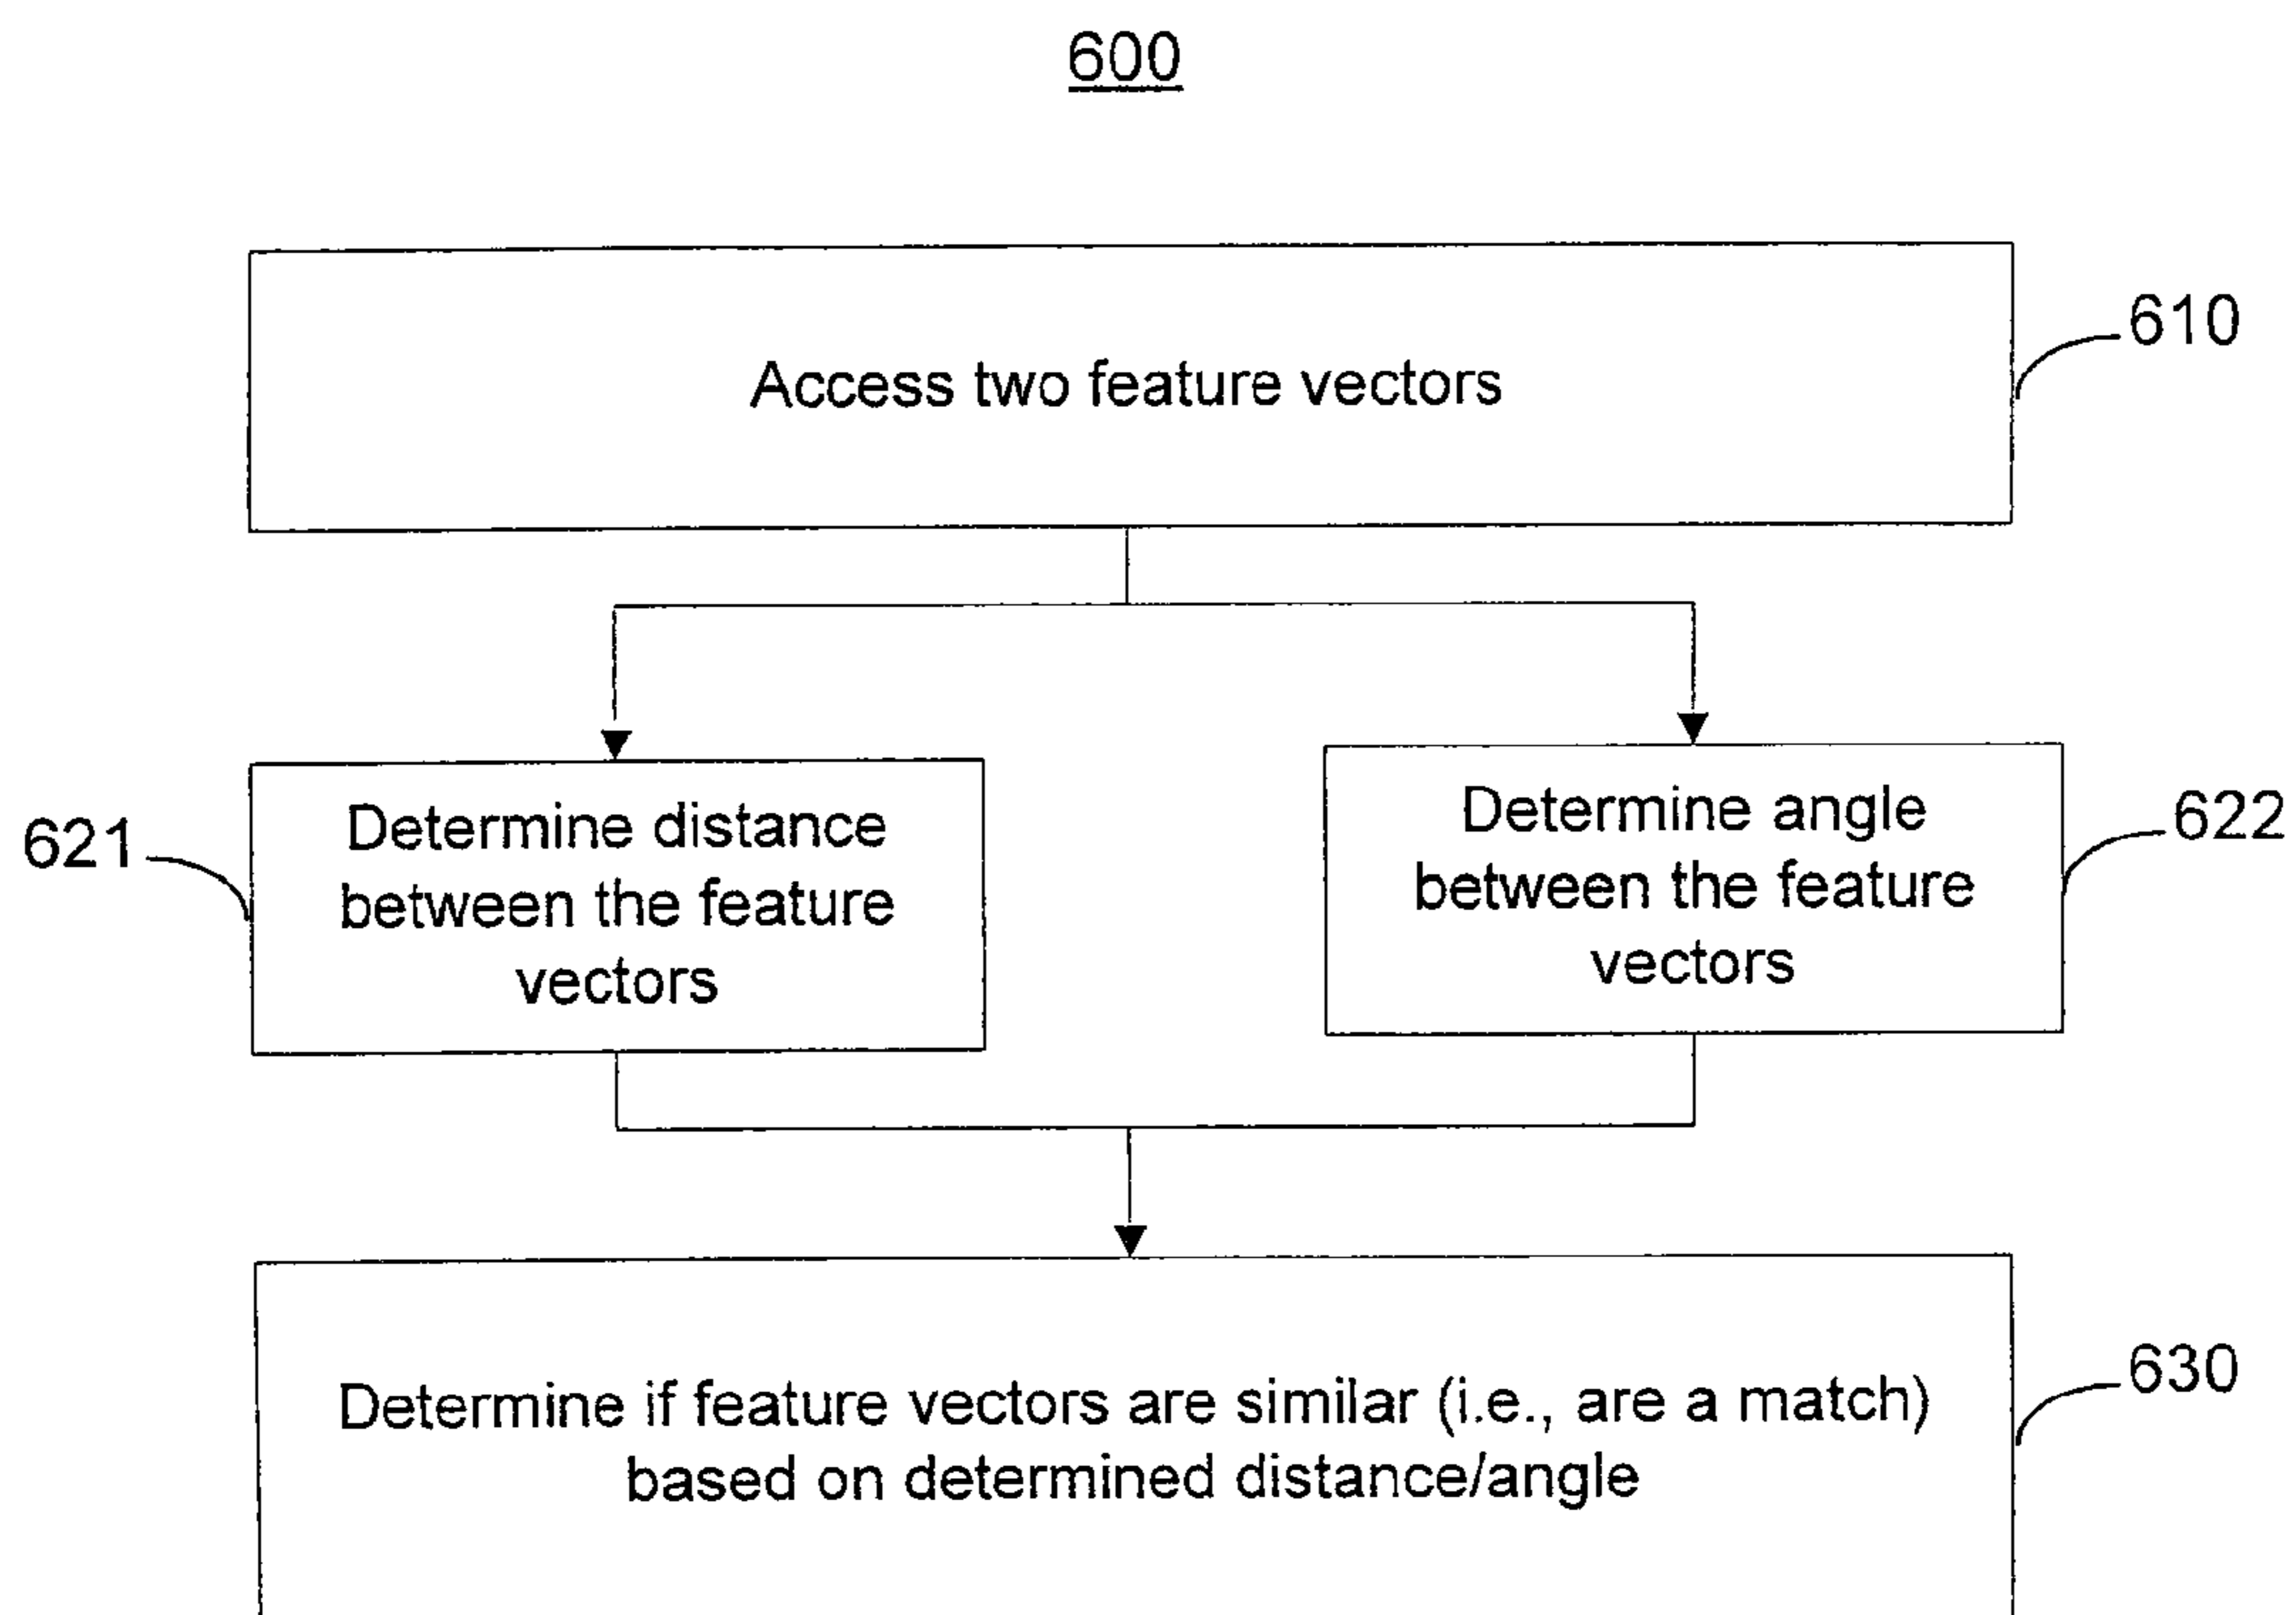 600
Access two feature vectors
610
621
Determine distance
between the feature
vectors
Determine angle
between the feature
vectors
622
Determine if feature vectors are similar (i.e., are a match)
based on determined distance/angle
630